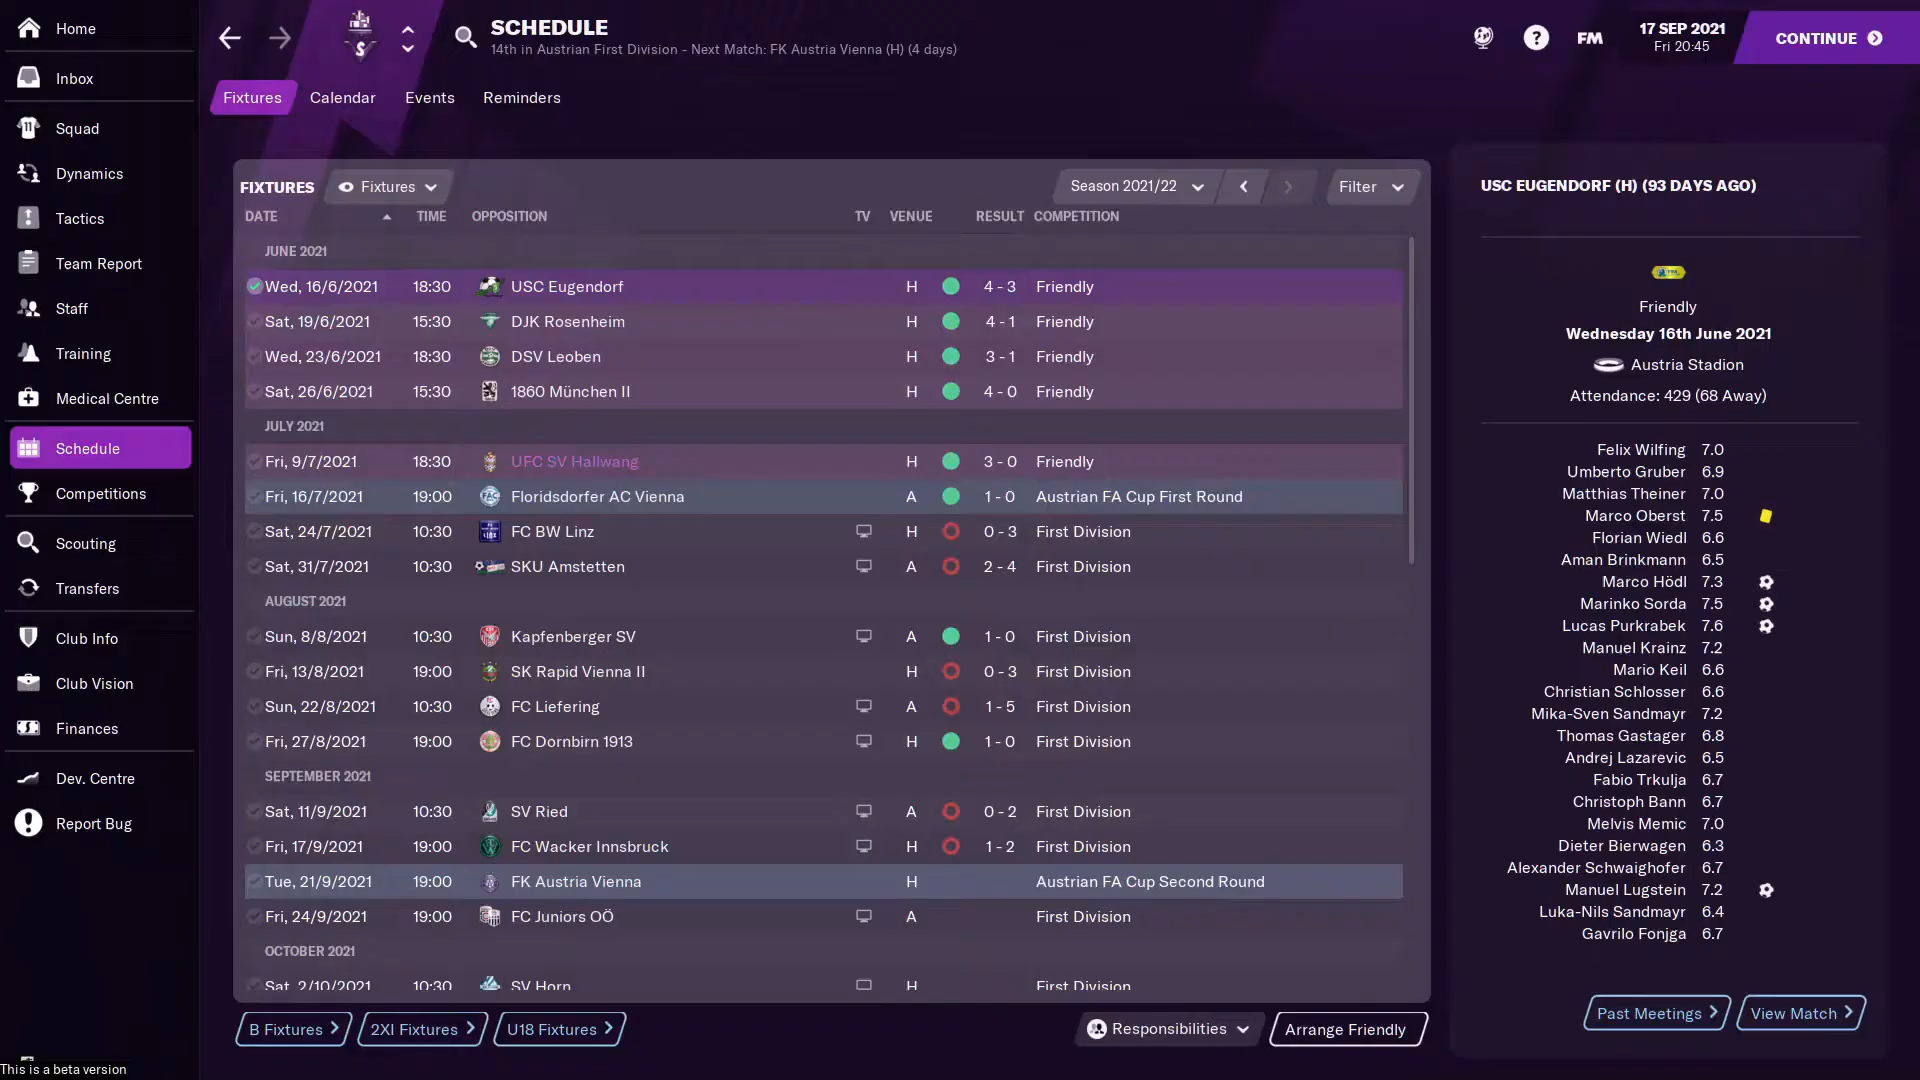 Home
Inbox
Squad
Dynamics
Tactics
Team Report
Staff
Training
Medical Centre
Schedule
Competitions
Scouting
Transfers
Club Info
Club Vision
Finances
Dev. Centre
Report Bug
This is a beta version
SCHEDULE
14th in Austrian First Division - Next Match: FK Austria Vienna (H) (4 days)
FM
17 SEP 2021
Fri 20:45
CONTINUE
Fixtures Calendar Events Reminders
FIXTURES Fixtures Season 2021/22 Filter
DATE TIME OPPOSITION TV VENUE RESULT COMPETITION
JUNE 2021
Wed, 16/6/2021 18:30 USC Eugendorf H 4 - 3 Friendly
Sat, 19/6/2021 15:30 DJK Rosenheim H 4 - 1 Friendly
Wed, 23/6/2021 18:30 DSV Leoben H 3 - 1 Friendly
Sat, 26/6/2021 15:30 1860 München II H 4 - 0 Friendly
JULY 2021
Fri, 9/7/2021 18:30 UFC SV Hallwang H 3 - 0 Friendly
Fri, 16/7/2021 19:00 Floridsdorfer AC Vienna A 1 - 0 Austrian FA Cup First Round
Sat, 24/7/2021 10:30 FC BW Linz H 0 - 3 First Division
Sat, 31/7/2021 10:30 SKU Amstetten A 2 - 4 First Division
AUGUST 2021
Sun, 8/8/2021 10:30 Kapfenberger SV A 1 - 0 First Division
Fri, 13/8/2021 19:00 SK Rapid Vienna II H 0 - 3 First Division
Sun, 22/8/2021 10:30 FC Liefering A 1 - 5 First Division
Fri, 27/8/2021 19:00 FC Dornbirn 1913 H 1 - 0 First Division
SEPTEMBER 2021
Sat, 11/9/2021 10:30 SV Ried A 0 - 2 First Division
Fri, 17/9/2021 19:00 FC Wacker Innsbruck H 1 - 2 First Division
Tue, 21/9/2021 19:00 FK Austria Vienna H Austrian FA Cup Second Round
Fri, 24/9/2021 19:00 FC Juniors OÖ A First Division
OCTOBER 2021
Sat, 2/10/2021 10:30 SV Horn H First Division
B Fixtures 2XI Fixtures U18 Fixtures Responsibilities Arrange Friendly
USC EUGENDORF (H) (93 DAYS AGO)
Friendly
Wednesday 16th June 2021
Austria Stadion
Attendance: 429 (68 Away)
Felix Wilfing 7.0
Umberto Gruber 6.9
Matthias Theiner 7.0
Marco Oberst 7.5
Florian Wiedl 6.6
Aman Brinkmann 6.5
Marco Hödl 7.3
Marinko Sorda 7.5
Lucas Purkrabek 7.6
Manuel Krainz 7.2
Mario Keil 6.6
Christian Schlosser 6.6
Mika-Sven Sandmayr 7.2
Thomas Gastager 6.8
Andrej Lazarevic 6.5
Fabio Trkulja 6.7
Christoph Bann 6.7
Melvis Memic 7.0
Dieter Bierwagen 6.3
Alexander Schwaighofer 6.7
Manuel Lugstein 7.2
Luka-Nils Sandmayr 6.4
Gavrilo Fonjga 6.7
Past Meetings View Match